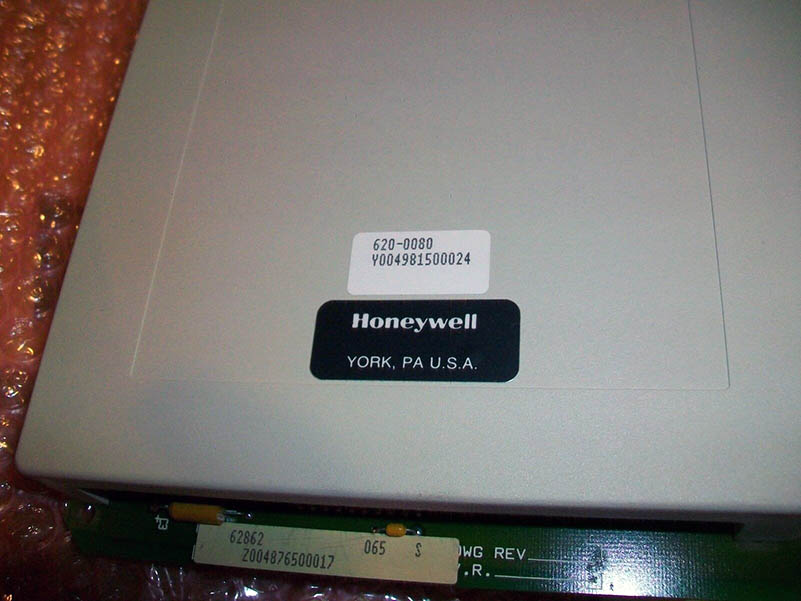 620-0080
Y004981500024
Honeywell
YORK, PA U.S.A.
62862 065 S
Z004876500017
DWG REV
.R.